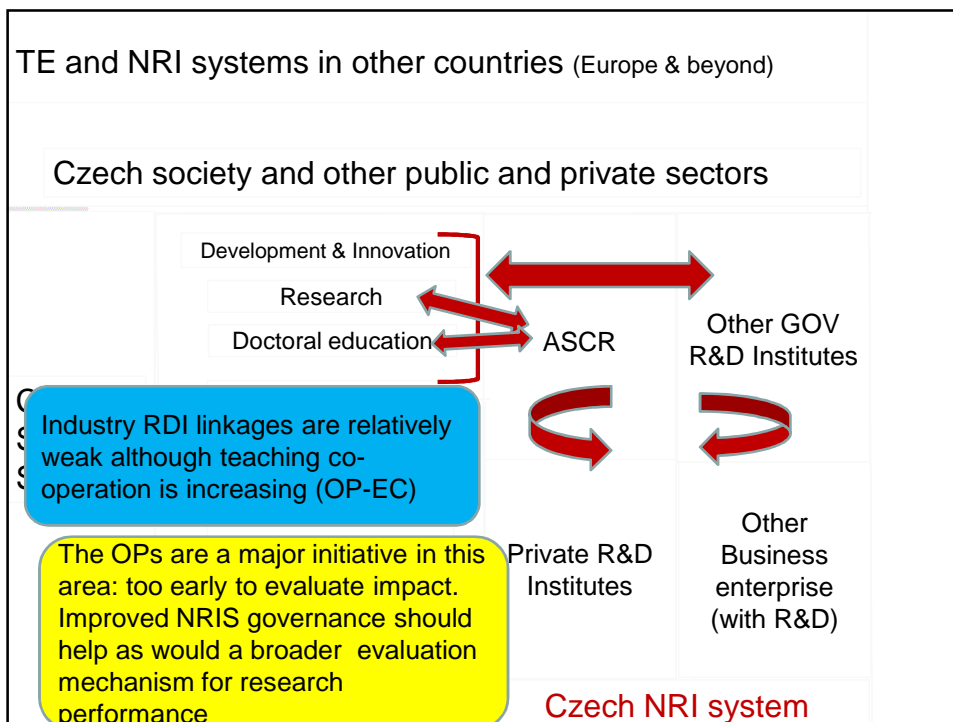 TE and NRI systems in other countries (Europe & beyond)
Czech society and other public and private sectors
Development & Innovation
Research
Doctoral education
ASCR
Other GOV
R&D Institutes
Industry RDI linkages are relatively
weak although teaching co-
operation is increasing (OP-EC)
The OPs are a major initiative in this
area: too early to evaluate impact.
Improved NRIS governance should
help as would a broader evaluation
mechanism for research
performance
Private R&D
Institutes
Other
Business
enterprise
(with R&D)
Czech NRI system